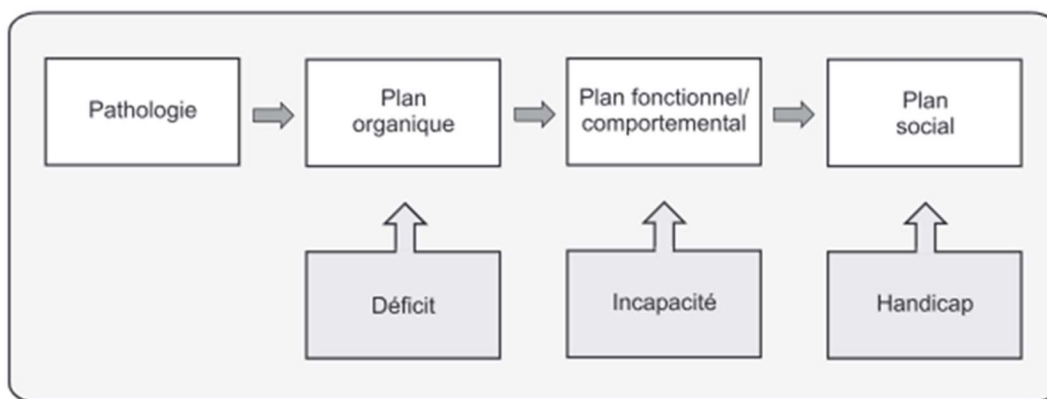 Pathologie
Plan
organique
Plan fonctionnel/
comportemental
Plan
social
Déficit
Incapacité
Handicap